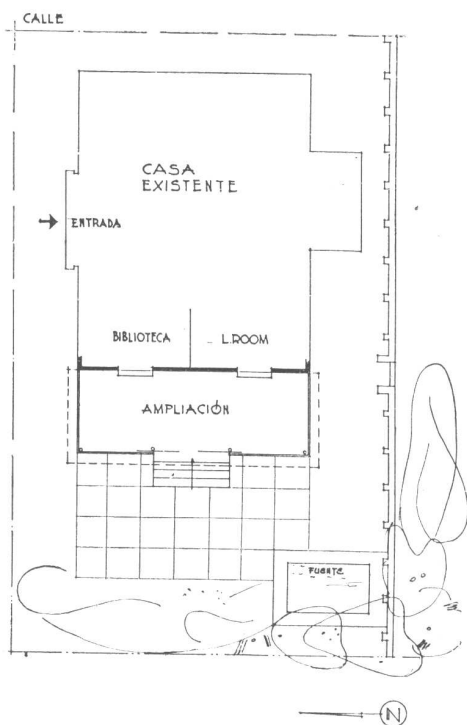 CALLE
CASA
EXISTENTE
ENTRADA
BIBLIOTECA
L.ROOM
AMPLIACIÓN
FUENTE
N